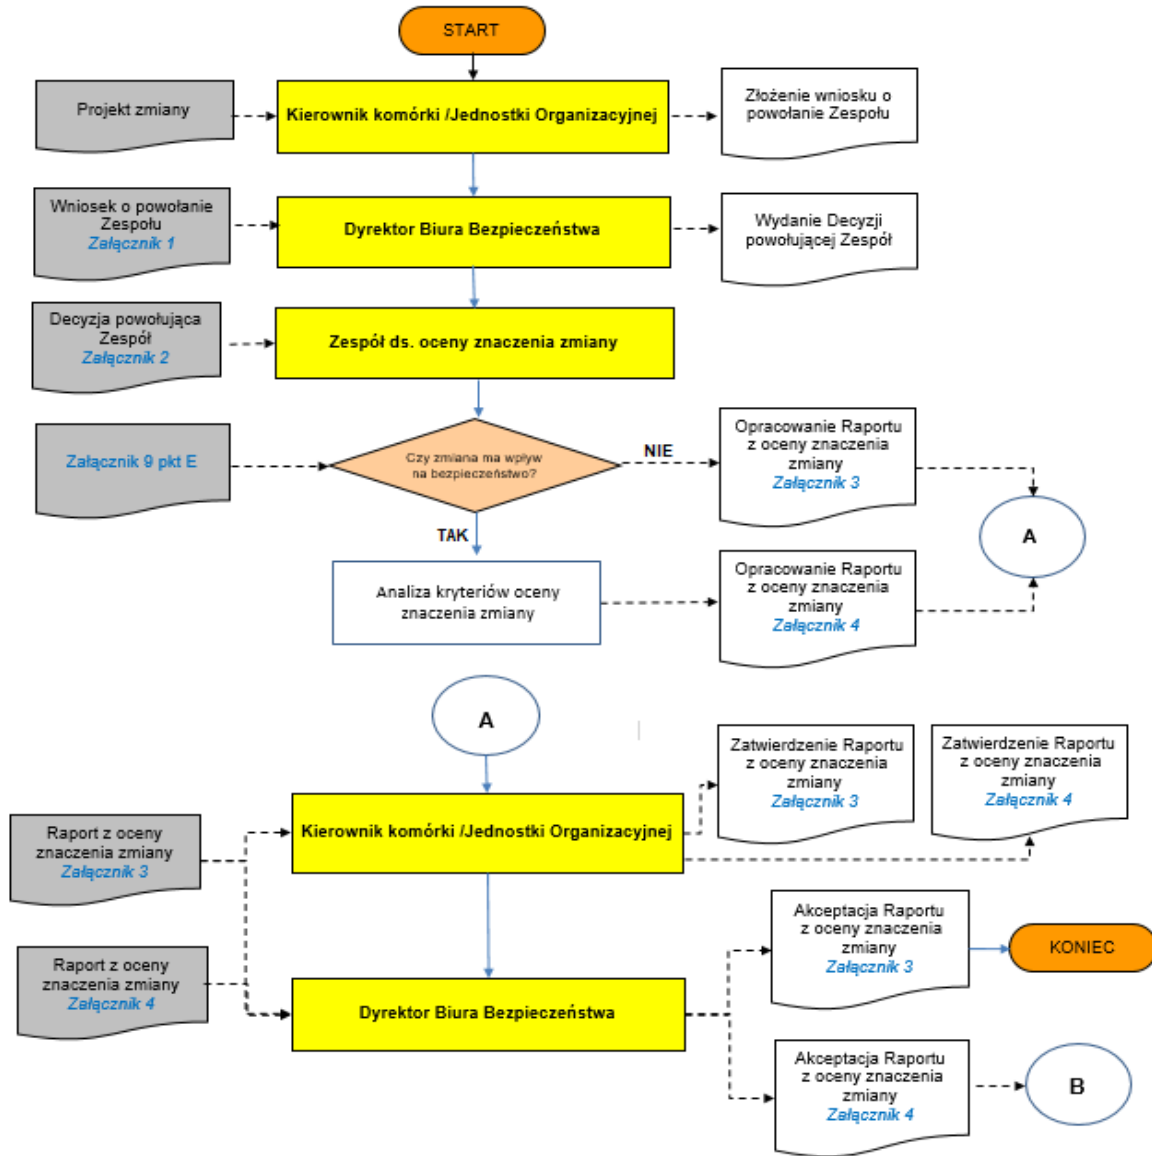 START
Projekt zmiany
Kierownik komórki /Jednostki Organizacyjnej
Złożenie wniosku o
powołanie Zespołu
Wniosek o powołanie
Zespołu
Załącznik 1
Dyrektor Biura Bezpieczeństwa
Wydanie Decyzji
powołującej Zespół
Decyzja powołująca
Zespół
Załącznik 2
Zespół ds. oceny znaczenia zmiany
Załącznik 9 pkt E
Czy zmiana ma wpływ
na bezpieczeństwo?
NIE
Opracowanie Raportu
z oceny znaczenia
zmiany
Załącznik 3
A
TAK
Analiza kryteriów oceny
znaczenia zmiany
Opracowanie Raportu
z oceny znaczenia
zmiany
Załącznik 4
A
Zatwierdzenie Raportu
z oceny znaczenia
zmiany
Załącznik 3
Zatwierdzenie Raportu
z oceny znaczenia
zmiany
Załącznik 4
Kierownik komórki /Jednostki Organizacyjnej
Raport z oceny
znaczenia zmiany
Załącznik 3
Akceptacja Raportu
z oceny znaczenia
zmiany
Załącznik 3
KONIEC
Raport z oceny
znaczenia zmiany
Załącznik 4
Dyrektor Biura Bezpieczeństwa
Akceptacja Raportu
z oceny znaczenia
zmiany
Załącznik 4
B